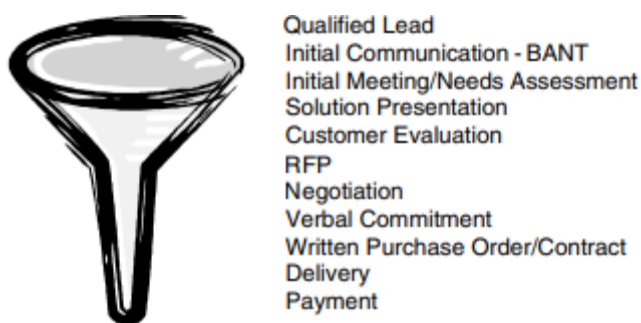 Qualified Lead
Initial Communication - BANT
Initial Meeting/Needs Assessment
Solution Presentation
Customer Evaluation
RFP
Negotiation
Verbal Commitment
Written Purchase Order/Contract
Delivery
Payment